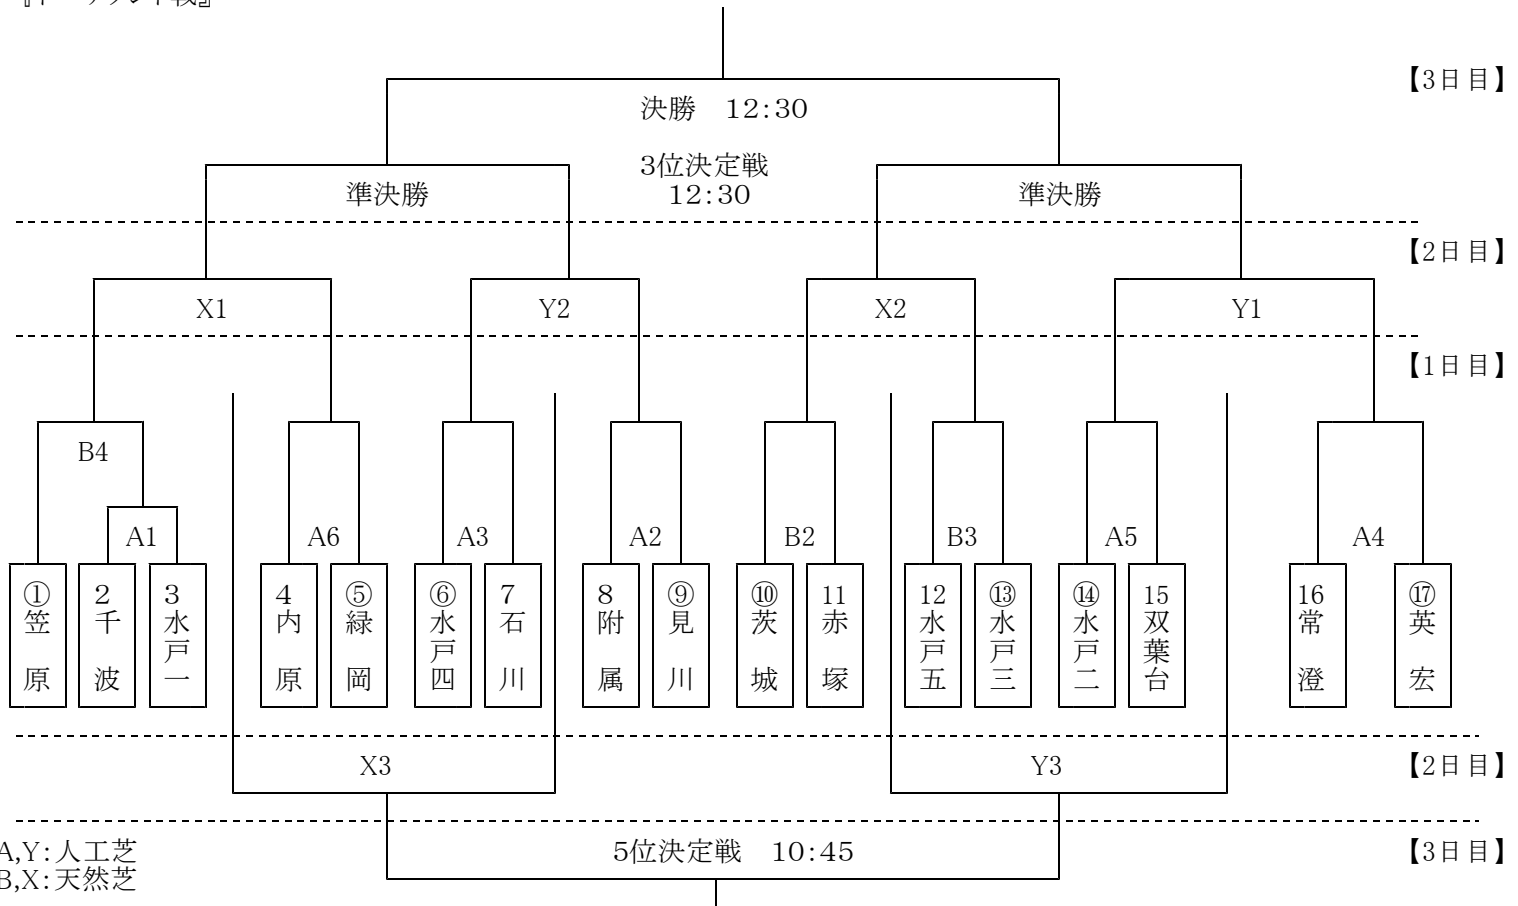 【3日目】
決勝　12:30
3位決定戦
12:30
準決勝
準決勝
【2日目】
X1
Y2
X2
Y1
【1日目】
B4
A1
A6
A3
A2
B2
B3
A5
A4
①笠原
2千波
3水戸一
4内原
⑤緑岡
⑥水戸四
7石川
8附属
⑨見川
⑩茨城
11赤塚
12水戸五
⑬水戸三
⑭水戸二
15双葉台
16常澄
⑰英宏
X3
Y3
【2日目】
5位決定戦　10:45
【3日目】
A,Y:人工芝
B,X:天然芝